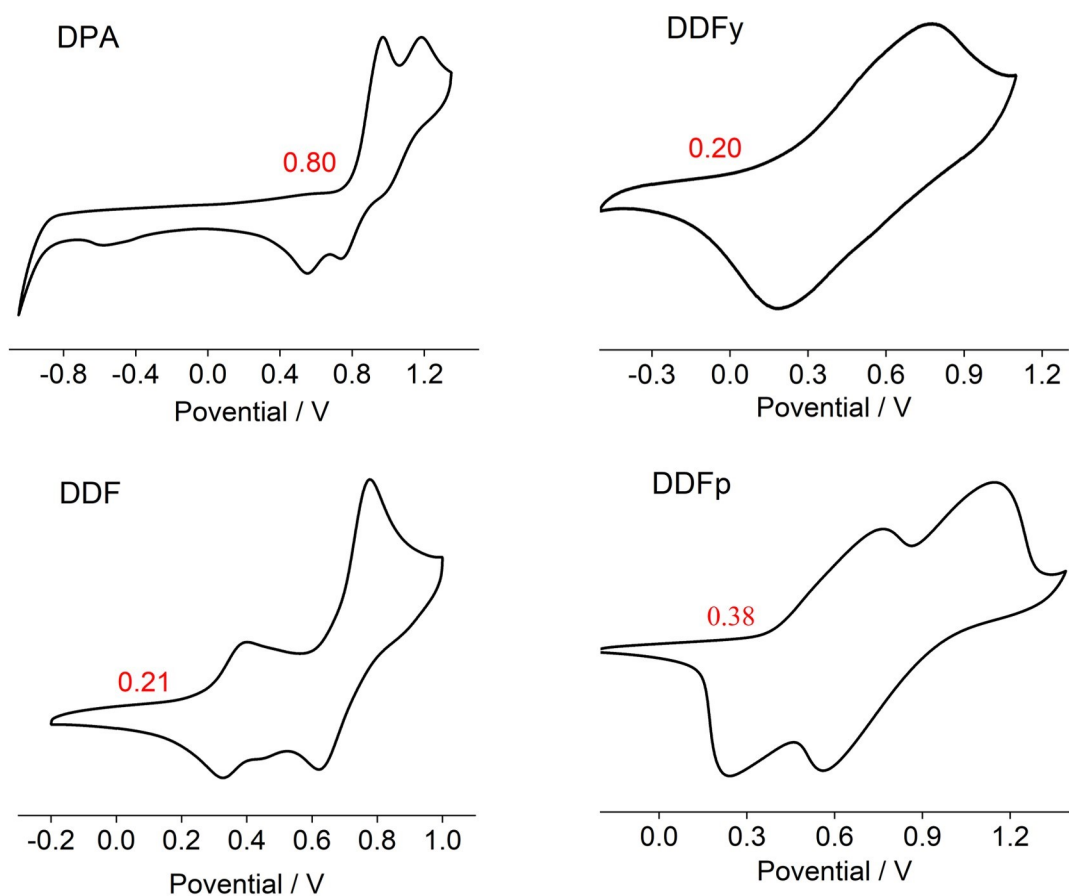 DPA
0.80
-0.8 -0.4 0.0 0.4 0.8 1.2
Povential / V
DDFy
0.20
-0.3 0.0 0.3 0.6 0.9 1.2
Povential / V
DDF
0.21
-0.2 0.0 0.2 0.4 0.6 0.8 1.0
Povential / V
DDFp
0.38
0.0 0.3 0.6 0.9 1.2
Povential / V